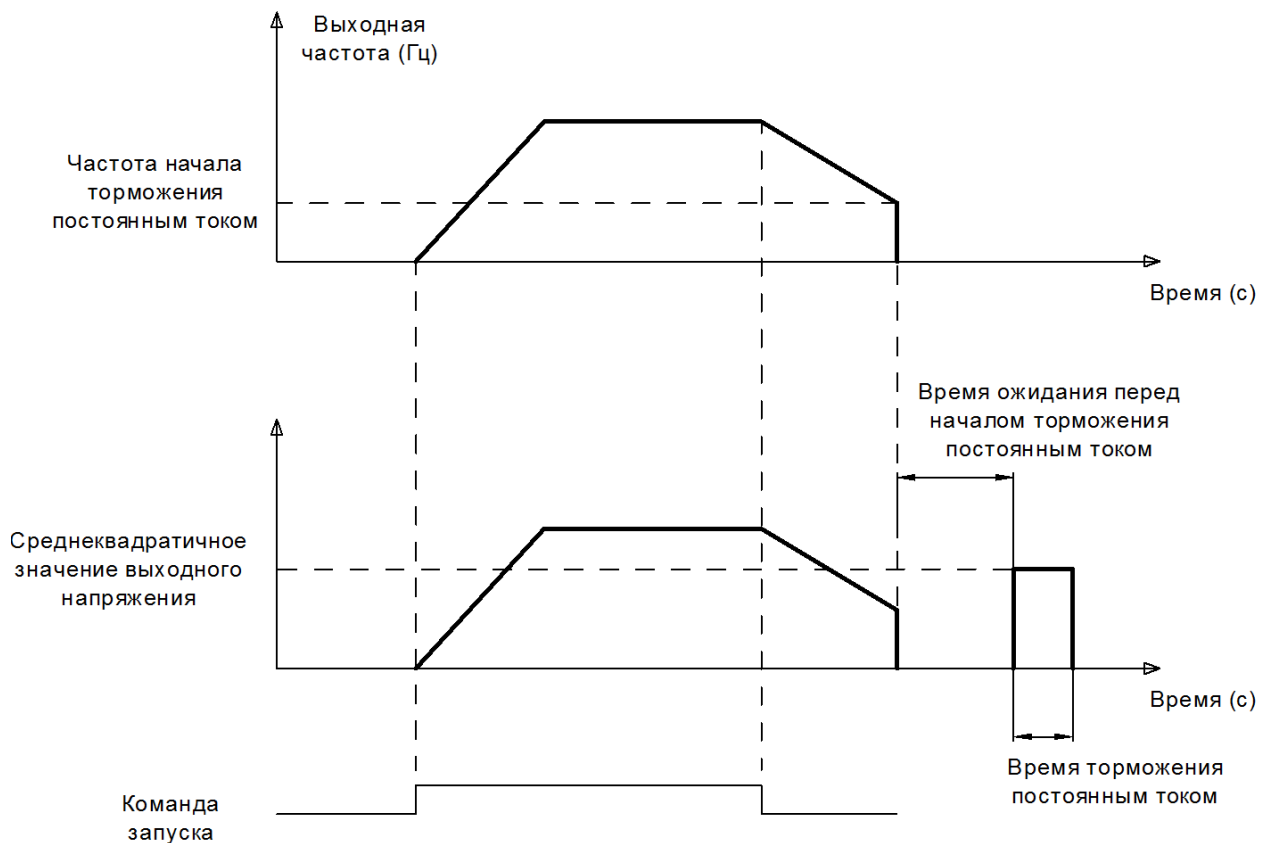 Выходная
частота (Гц)
Частота начала
торможения
постоянным током
Время (с)
Время ожидания перед
началом торможения
постоянным током
Среднеквадратичное
значение выходного
напряжения
Время (с)
Время торможения
постоянным током
Команда
запуска